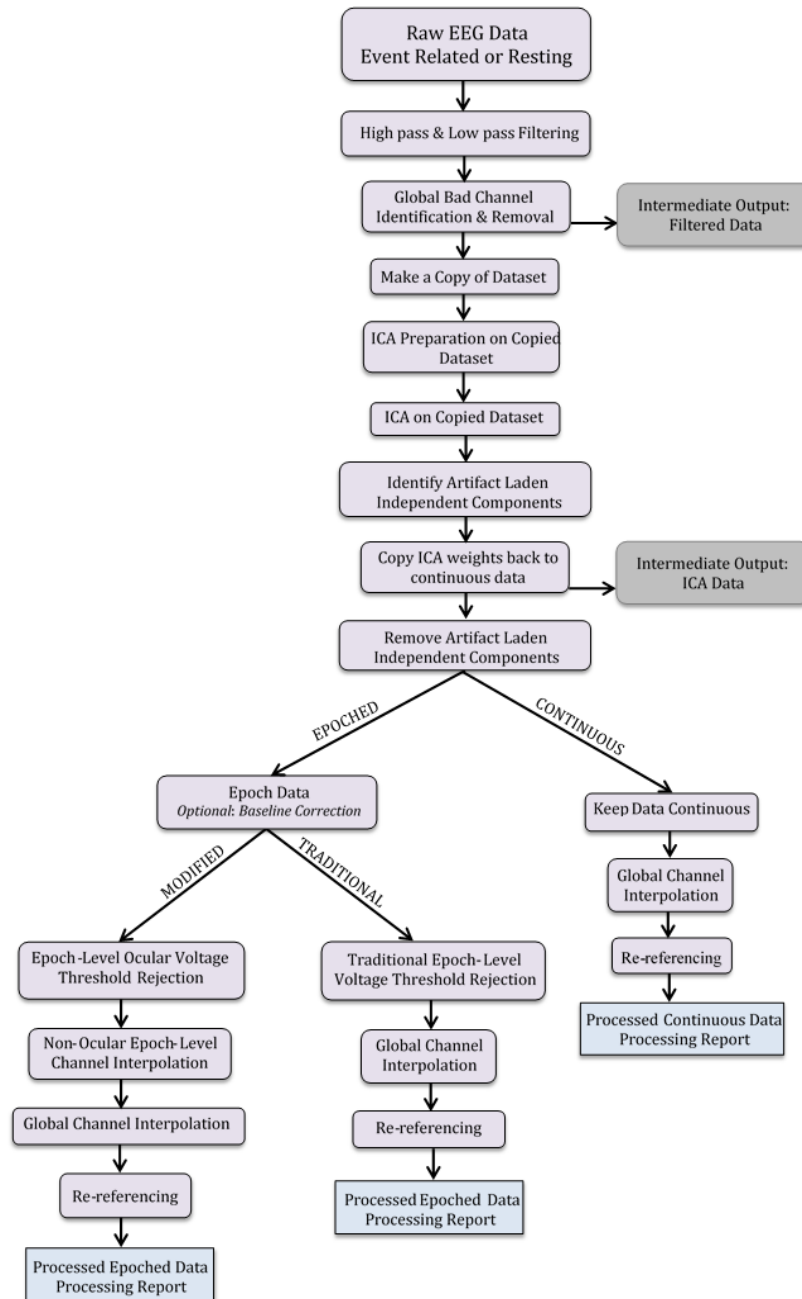 Raw EEG Data
Event Related or Resting
High pass & Low pass Filtering
Global Bad Channel
Identification & Removal
Intermediate Output:
Filtered Data
Make a Copy of Dataset
ICA Preparation on Copied
Dataset
ICA on Copied Dataset
Identify Artifact Laden
Independent Components
Copy ICA weights back to
continuous data
Intermediate Output:
ICA Data
Remove Artifact Laden
Independent Components
EPOCHED
CONTINUOUS
Epoch Data
Optional: Baseline Correction
Keep Data Continuous
MODIFIED
TRADITIONAL
Global Channel
Interpolation
Re-referencing
Processed Continuous Data
Processing Report
Epoch-Level Ocular Voltage
Threshold Rejection
Non-Ocular Epoch-Level
Channel Interpolation
Global Channel Interpolation
Re-referencing
Processed Epoched Data
Processing Report
Traditional Epoch-Level
Voltage Threshold Rejection
Global Channel
Interpolation
Re-referencing
Processed Epoched Data
Processing Report